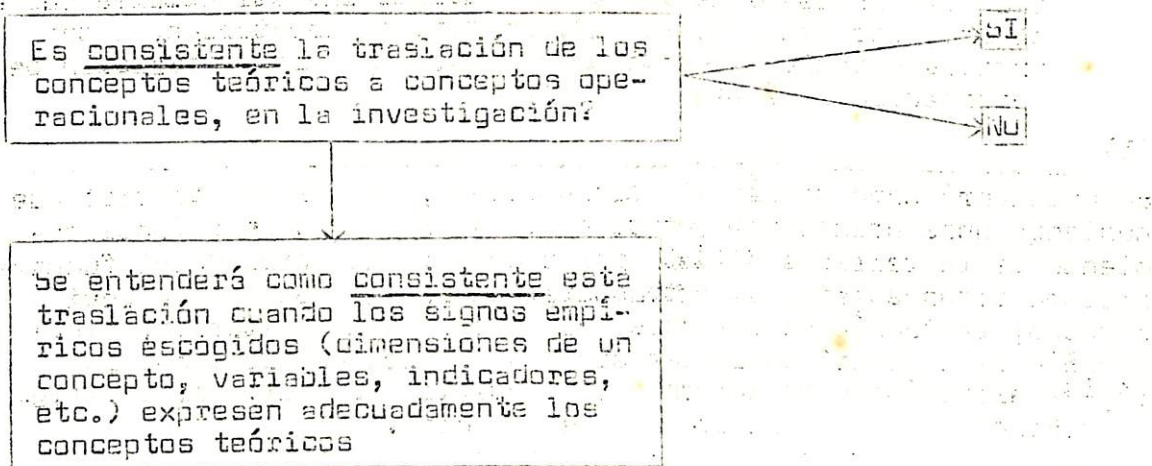 Es consistente la traslación de los
conceptos teóricos a conceptos ope-
racionales, en la investigación?
SI
NO
Se entenderá como consistente esta
traslación cuando los signos empí-
ricos escogidos (dimensiones de un
concepto, variables, indicadores,
etc.) expresen adecuadamente los
conceptos teóricos